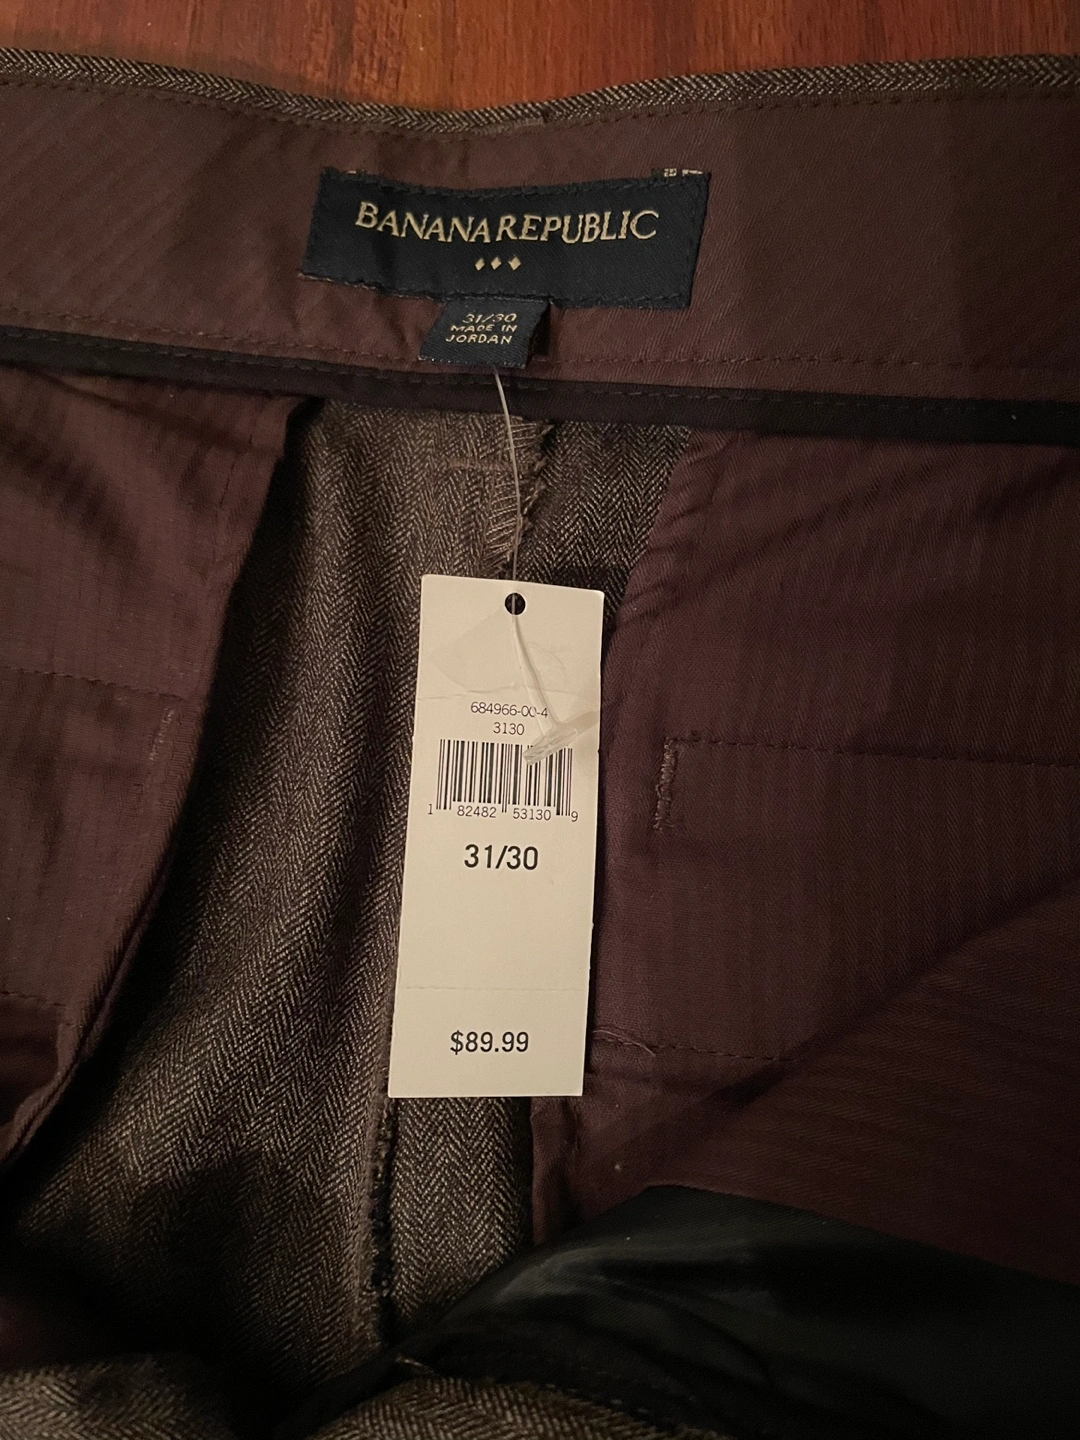 BANANA REPUBLIC
31/30
MADE IN
JORDAN
684966-00-4
3130
1 82482 53130 9
31/30
$89.99